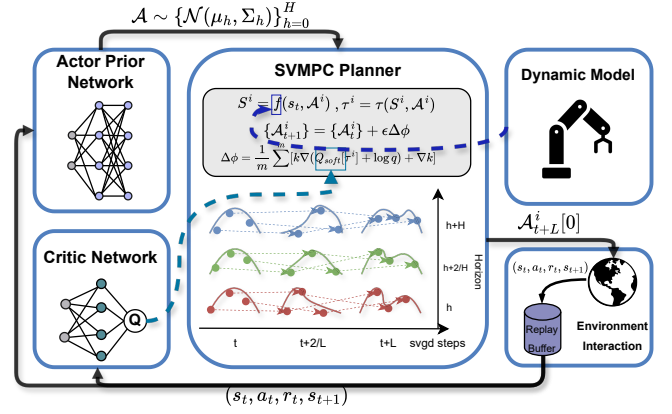 𝒜 ∼ {𝒩(μ_h, Σ_h)}_{h=0}^{H}
Actor Prior
Network
SVMPC Planner
S^i = f(s_t, 𝒜^i) , τ^i = τ(S^i, 𝒜^i)
{𝒜^i_{t+1}} = {𝒜^i_t} + ϵΔϕ
Δϕ = 1/m ∑^n [k∇(Q_{soft}[τ^i] + log q) + ∇k]
Dynamic Model
Critic Network
Q
h+H
h+2/H
h
Horizon
t
t+2/L
t+L
svgd steps
𝒜^i_{t+L}[0]
(s_t, a_t, r_t, s_{t+1})
Replay
Buffer
Environment
Interaction
(s_t, a_t, r_t, s_{t+1})